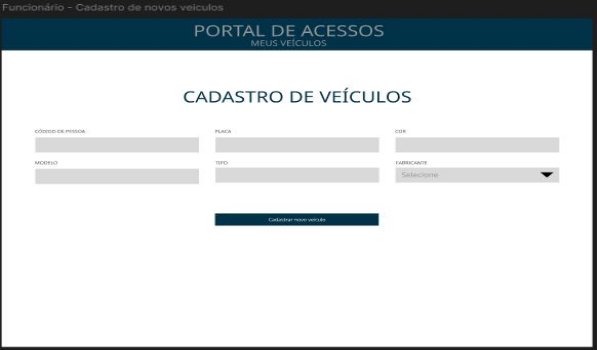 Funcionário - Cadastro de novos veiculos
PORTAL DE ACESSOS
MEUS VEÍCULOS
CADASTRO DE VEÍCULOS
CÓDIGO DE PESSOA
PLACA
COR
MODELO
TIPO
FABRICANTE
Selecione
Cadastrar novo veículo